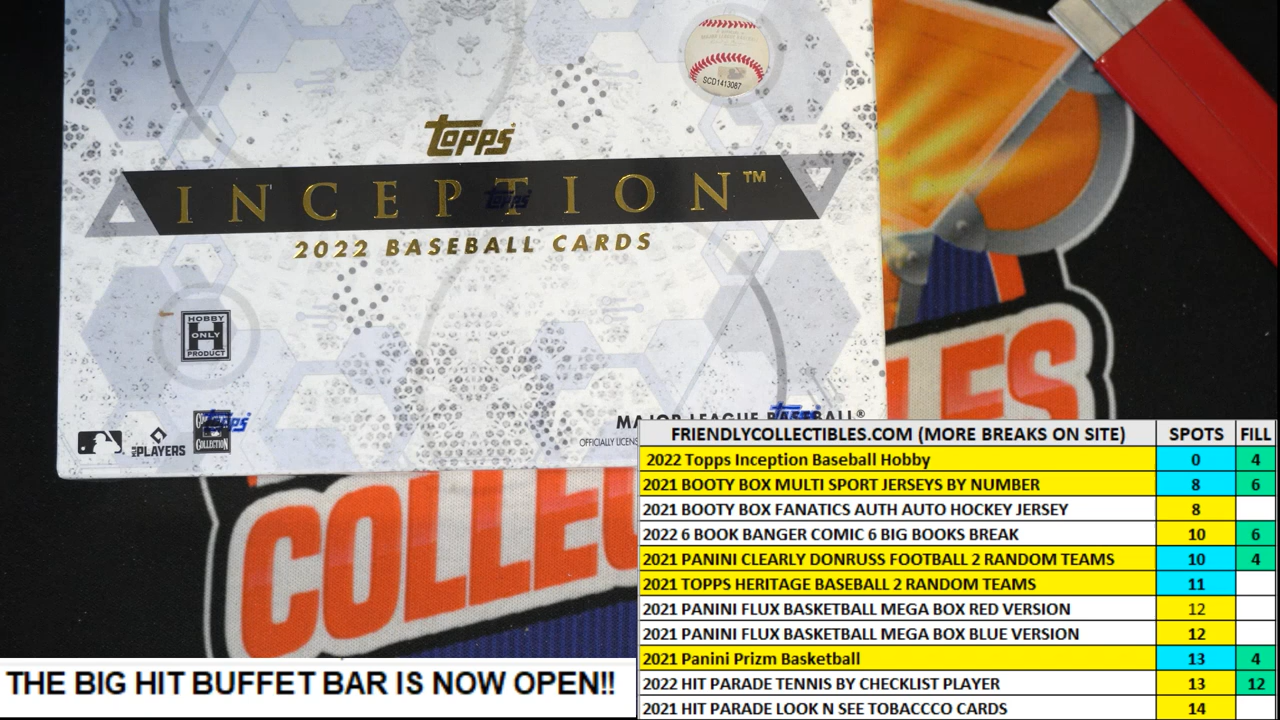 SCD1413087
Topps
INCEPTION™
2022 BASEBALL CARDS
HOBBY
ONLY
PRODUCT
PLAYERS
COLLECTION
MAJOR LEAGUE BASEBALL®
OFFICIALLY LICENS
LES
COLLEC
THE BIG HIT BUFFET BAR IS NOW OPEN!!
FRIENDLYCOLLECTIBLES.COM (MORE BREAKS ON SITE) SPOTS FILL
2022 Topps Inception Baseball Hobby 0 4
2021 BOOTY BOX MULTI SPORT JERSEYS BY NUMBER 8 6
2021 BOOTY BOX FANATICS AUTH AUTO HOCKEY JERSEY 8
2022 6 BOOK BANGER COMIC 6 BIG BOOKS BREAK 10 6
2021 PANINI CLEARLY DONRUSS FOOTBALL 2 RANDOM TEAMS 10 4
2021 TOPPS HERITAGE BASEBALL 2 RANDOM TEAMS 11
2021 PANINI FLUX BASKETBALL MEGA BOX RED VERSION 12
2021 PANINI FLUX BASKETBALL MEGA BOX BLUE VERSION 12
2021 Panini Prizm Basketball 13 4
2022 HIT PARADE TENNIS BY CHECKLIST PLAYER 13 12
2021 HIT PARADE LOOK N SEE TOBACCCO CARDS 14